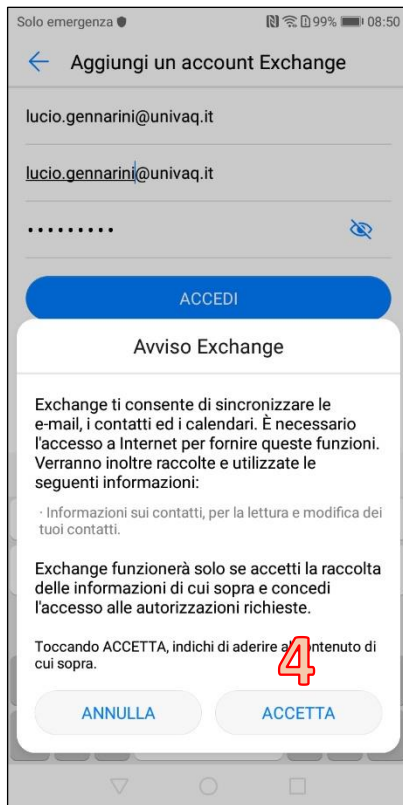 Solo emergenza 99% 08:50
Aggiungi un account Exchange
lucio.gennarini@univaq.it
lucio.gennarini@univaq.it
•••••••••
ACCEDI
Avviso Exchange
Exchange ti consente di sincronizzare le
e-mail, i contatti ed i calendari. È necessario
l'accesso a Internet per fornire queste funzioni.
Verranno inoltre raccolte e utilizzate le
seguenti informazioni:
· Informazioni sui contatti, per la lettura e modifica dei
tuoi contatti.
Exchange funzionerà solo se accetti la raccolta
delle informazioni di cui sopra e concedi
l'accesso alle autorizzazioni richieste.
Toccando ACCETTA, indichi di aderire al contenuto di
cui sopra.
4
ANNULLA ACCETTA